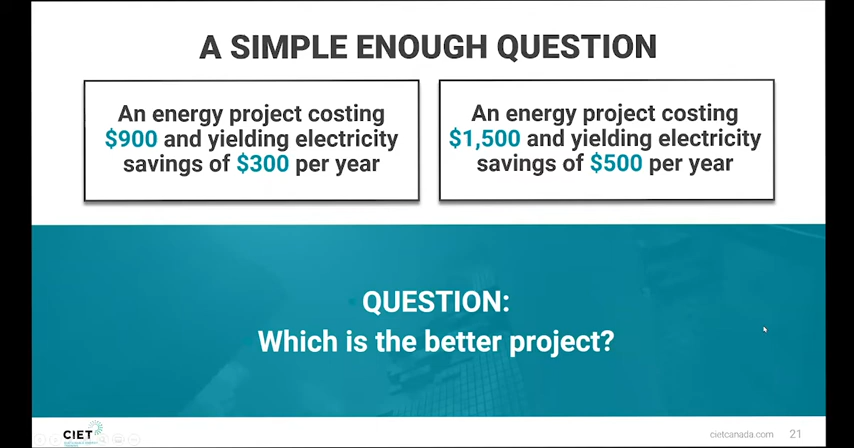 A SIMPLE ENOUGH QUESTION
An energy project costing
$900 and yielding electricity
savings of $300 per year
An energy project costing
$1,500 and yielding electricity
savings of $500 per year
QUESTION:
Which is the better project?
CIET
cietcanada.com 21